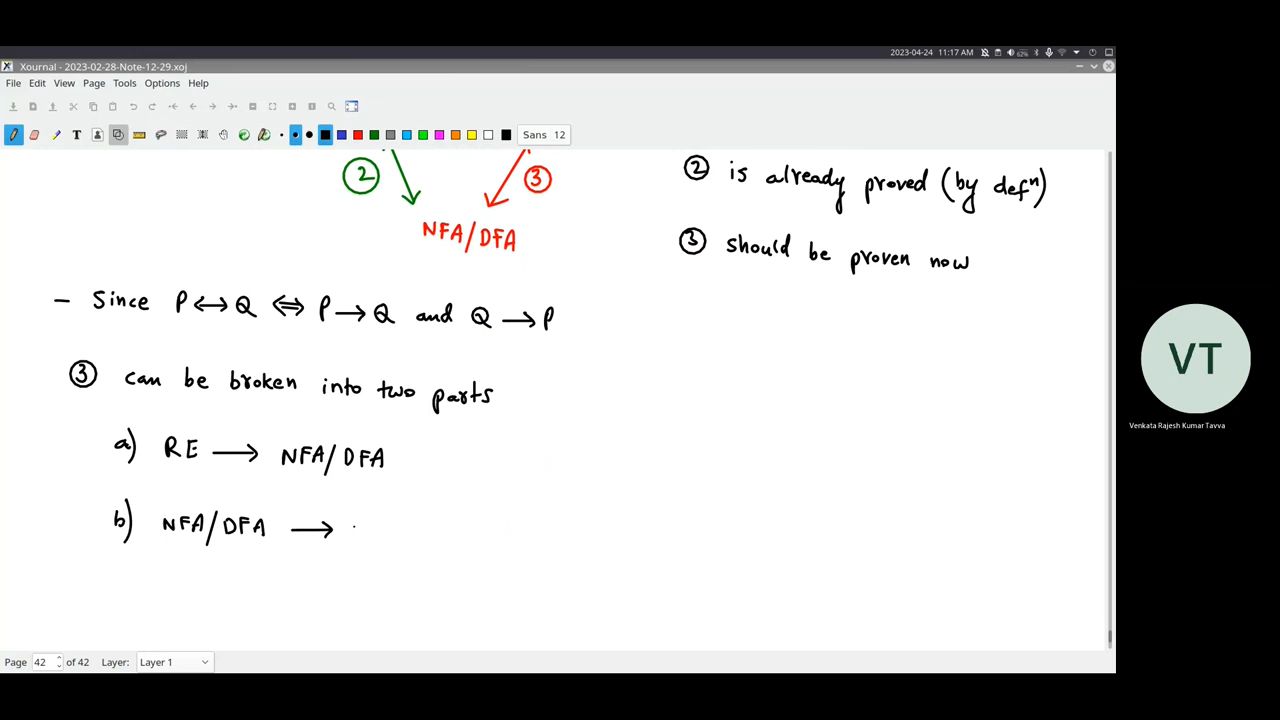 2023-04-24 11:17 AM
Xournal - 2023-02-28-Note-12-29.xoj
File Edit View Page Tools Options Help
Sans 12
② ③
NFA/DFA
② is already proved (by defⁿ)
③ should be proven now
- Since P ↔ Q ⇔ P → Q and Q → P
③ can be broken into two parts
a) RE → NFA/DFA
b) NFA/DFA →
VT
Venkata Rajesh Kumar Tavva
Page 42 of 42 Layer: Layer 1